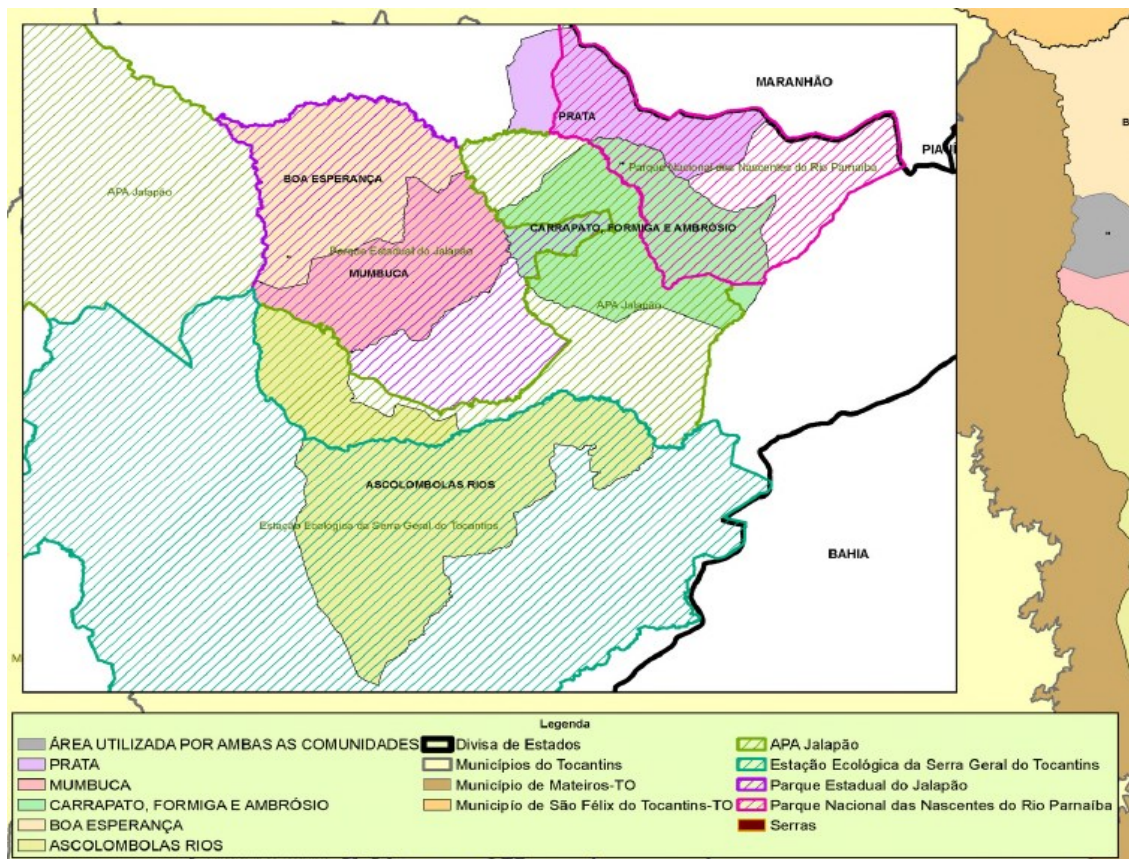 MARANHÃO
PRATA
PIAUI
Parque Nacional das Nascentes do Rio Parnaíba
BOA ESPERANÇA
APA Jalapão
CARRAPATO, FORMIGA E AMBRÓSIO
Parque Estadual do Jalapão
MUMBUCA
APA Jalapão
ASCOLOMBOLAS RIOS
Estação Ecológica da Serra Geral do Tocantins
BAHIA
B
M
Legenda
ÁREA UTILIZADA POR AMBAS AS COMUNIDADES
PRATA
MUMBUCA
CARRAPATO, FORMIGA E AMBRÓSIO
BOA ESPERANÇA
ASCOLOMBOLAS RIOS
Divisa de Estados
Municípios do Tocantins
Município de Mateiros-TO
Município de São Félix do Tocantins-TO
APA Jalapão
Estação Ecológica da Serra Geral do Tocantins
Parque Estadual do Jalapão
Parque Nacional das Nascentes do Rio Parnaíba
Serras